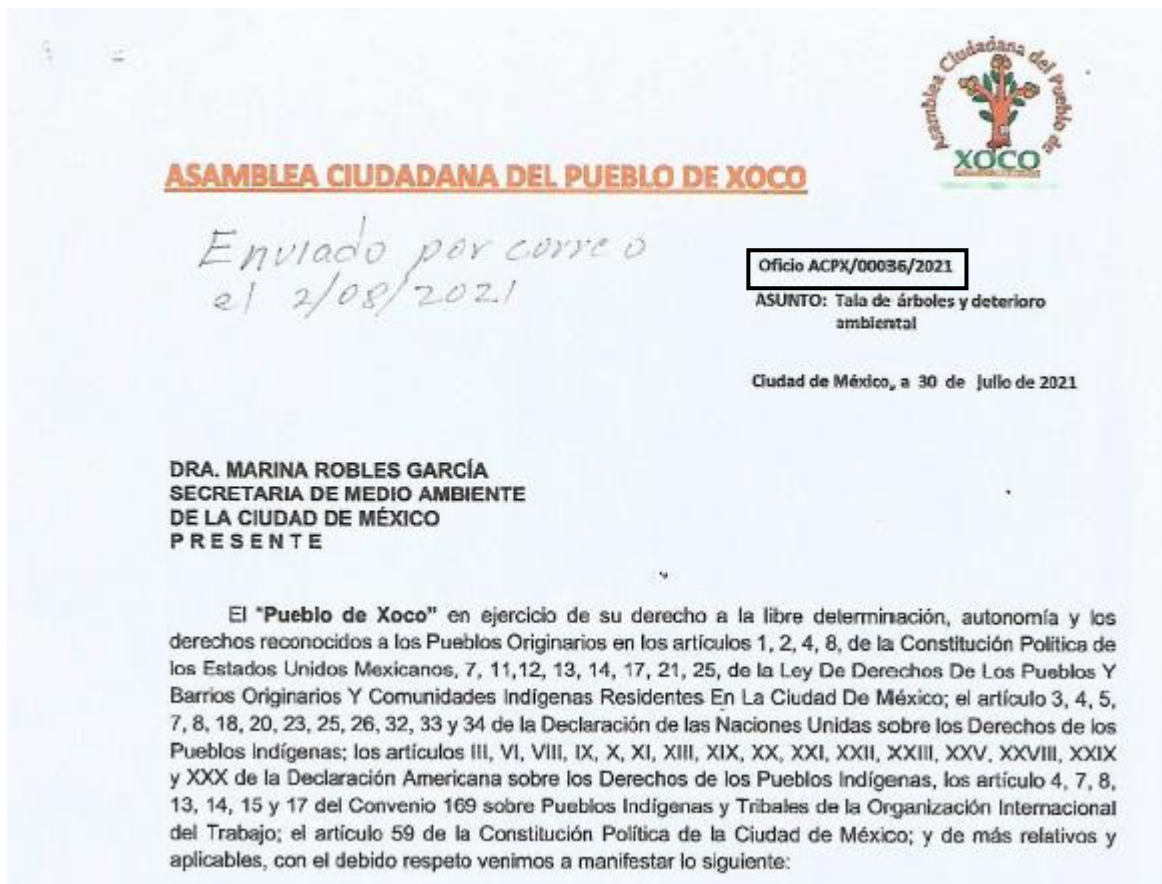 Asamblea Ciudadana del Pueblo de
XOCO
ASAMBLEA CIUDADANA DEL PUEBLO DE XOCO
Enviado por correo
el 2/08/2021
Oficio ACPX/00036/2021
ASUNTO: Tala de árboles y deterioro
ambiental
Ciudad de México, a 30 de julio de 2021
DRA. MARINA ROBLES GARCÍA
SECRETARIA DE MEDIO AMBIENTE
DE LA CIUDAD DE MÉXICO
P R E S E N T E
El "Pueblo de Xoco" en ejercicio de su derecho a la libre determinación, autonomía y los
derechos reconocidos a los Pueblos Originarios en los artículos 1, 2, 4, 8, de la Constitución Política de
los Estados Unidos Mexicanos, 7, 11,12, 13, 14, 17, 21, 25, de la Ley De Derechos De Los Pueblos Y
Barrios Originarios Y Comunidades Indígenas Residentes En La Ciudad De México; el artículo 3, 4, 5,
7, 8, 18, 20, 23, 25, 26, 32, 33 y 34 de la Declaración de las Naciones Unidas sobre los Derechos de los
Pueblos Indígenas; los artículos III, VI, VIII, IX, X, XI, XIII, XIX, XX, XXI, XXII, XXIII, XXV, XXVIII, XXIX
y XXX de la Declaración Americana sobre los Derechos de los Pueblos Indígenas, los artículo 4, 7, 8,
13, 14, 15 y 17 del Convenio 169 sobre Pueblos Indígenas y Tribales de la Organización Internacional
del Trabajo; el artículo 59 de la Constitución Política de la Ciudad de México; y de más relativos y
aplicables, con el debido respeto venimos a manifestar lo siguiente: